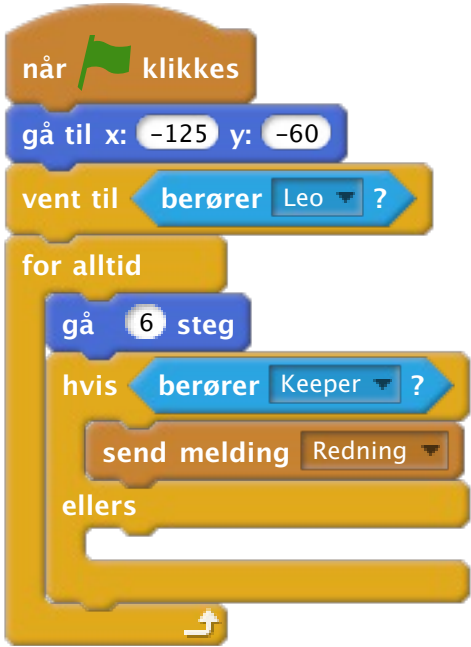 når klikkes
gå til x: -125 y: -60
vent til berører Leo ?
for alltid
gå 6 steg
hvis berører Keeper ?
send melding Redning
ellers